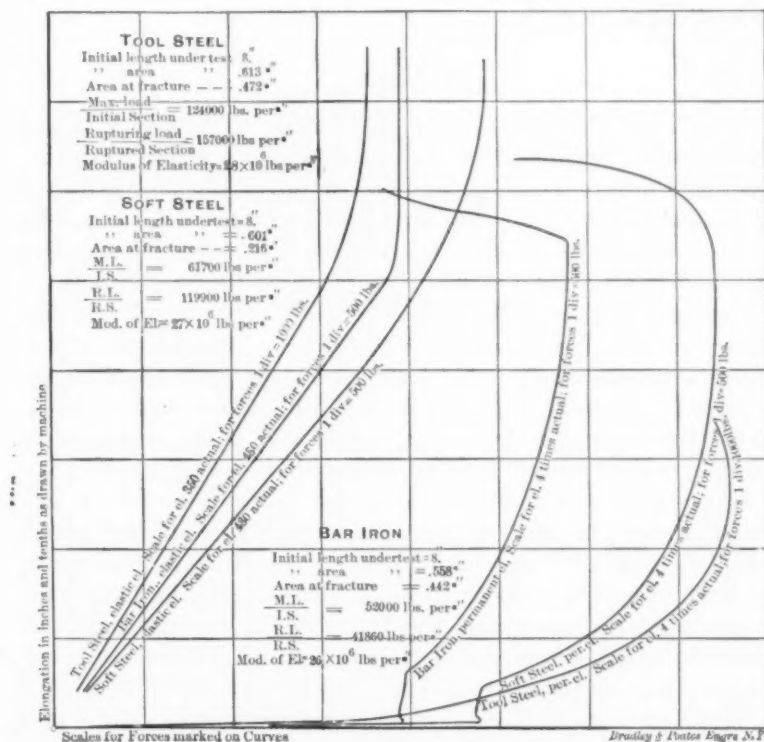 TOOL STEEL
Initial length under test 8."
,, area ,, .613▪"
Area at fracture - - - .472▪"
Max. load
Initial Section
= 124000 lbs. per▪"
Rupturing load
Ruptured Section
=157000 lbs per▪"
Modulus of Elasticity=28×10⁶ lbs per▪"
SOFT STEEL
Initial length under test=8."
,, area ,, = .601▪"
Area at fracture - - = .216▪"
M.L.
I.S.
= 61700 lbs per▪"
R.L.
R.S.
= 119900 lbs per▪"
Mod. of El=27×10⁶ lbs per▪"
BAR IRON
Initial length under test=8."
,, area ,, = .558▪"
Area at fracture = .442▪"
M.L.
I.S.
= 52000 lbs. per▪"
R.L.
R.S.
= 41860 lbs per▪"
Mod. of El=26×10⁶ lbs per▪"
Tool Steel, elastic el. Scale for el. 350 actual; for forces 1 div=1000 lbs.
Bar Iron, elastic el. Scale for el. 450 actual; for forces 1 div=500 lbs.
Soft Steel, elastic el. Scale for el. 430 actual; for forces 1 div=500 lbs.
Bar Iron, permanent el. Scale for el. 4 times actual; for forces 1 div=500 lbs.
Soft Steel, per. el. Scale for el. 4 times actual; for forces 1 div=500 lbs.
Tool Steel, per. el. Scale for el. 4 times actual; for forces 1 div.=1000 lbs.
Elongation in inches and tenths as drawn by machine
Scales for Forces marked on Curves
Bradley & Poates Engrs N.Y.